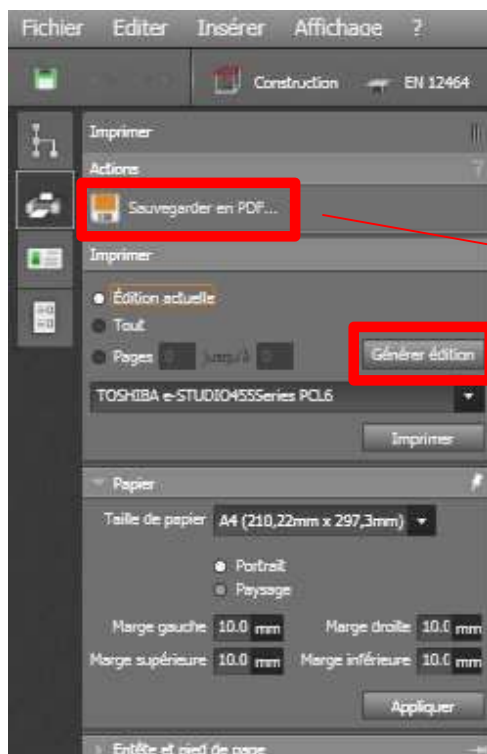 Fichier Editer Insérer Affichage ?
Construction EN 12464
Imprimer
Actions ?
Sauvegarder en PDF...
Imprimer
Édition actuelle
Tout
Pages 0 jusqu'à 0 Générer édition
TOSHIBA e-STUDIO455Series PCL6
Imprimer
Papier
Taille de papier A4 (210,22mm x 297,3mm)
Portrait
Paysage
Marge gauche 10.0 mm Marge droite 10.0 mm
Marge supérieure 10.0 mm Marge inférieure 10.0 mm
Appliquer
Entête et pied de page